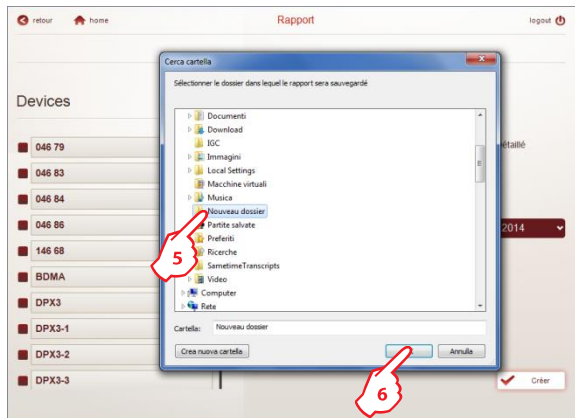 retour
home
Rapport
logout
Cerca cartella
Sélectionner le dossier dans lequel le rapport sera sauvegardé
Devices
Documenti
Download
IGC
Immagini
Local Settings
Macchine virtuali
Musica
Nouveau dossier
Partite salvate
Preferiti
Ricerche
SametimeTranscripts
Video
Computer
Rete
046 79
046 83
046 84
046 86
146 68
BDMA
DPX3
DPX3-1
DPX3-2
DPX3-3
étaillé
2014
5
Cartella: Nouveau dossier
Crea nuova cartella
Annulla
6
Créer